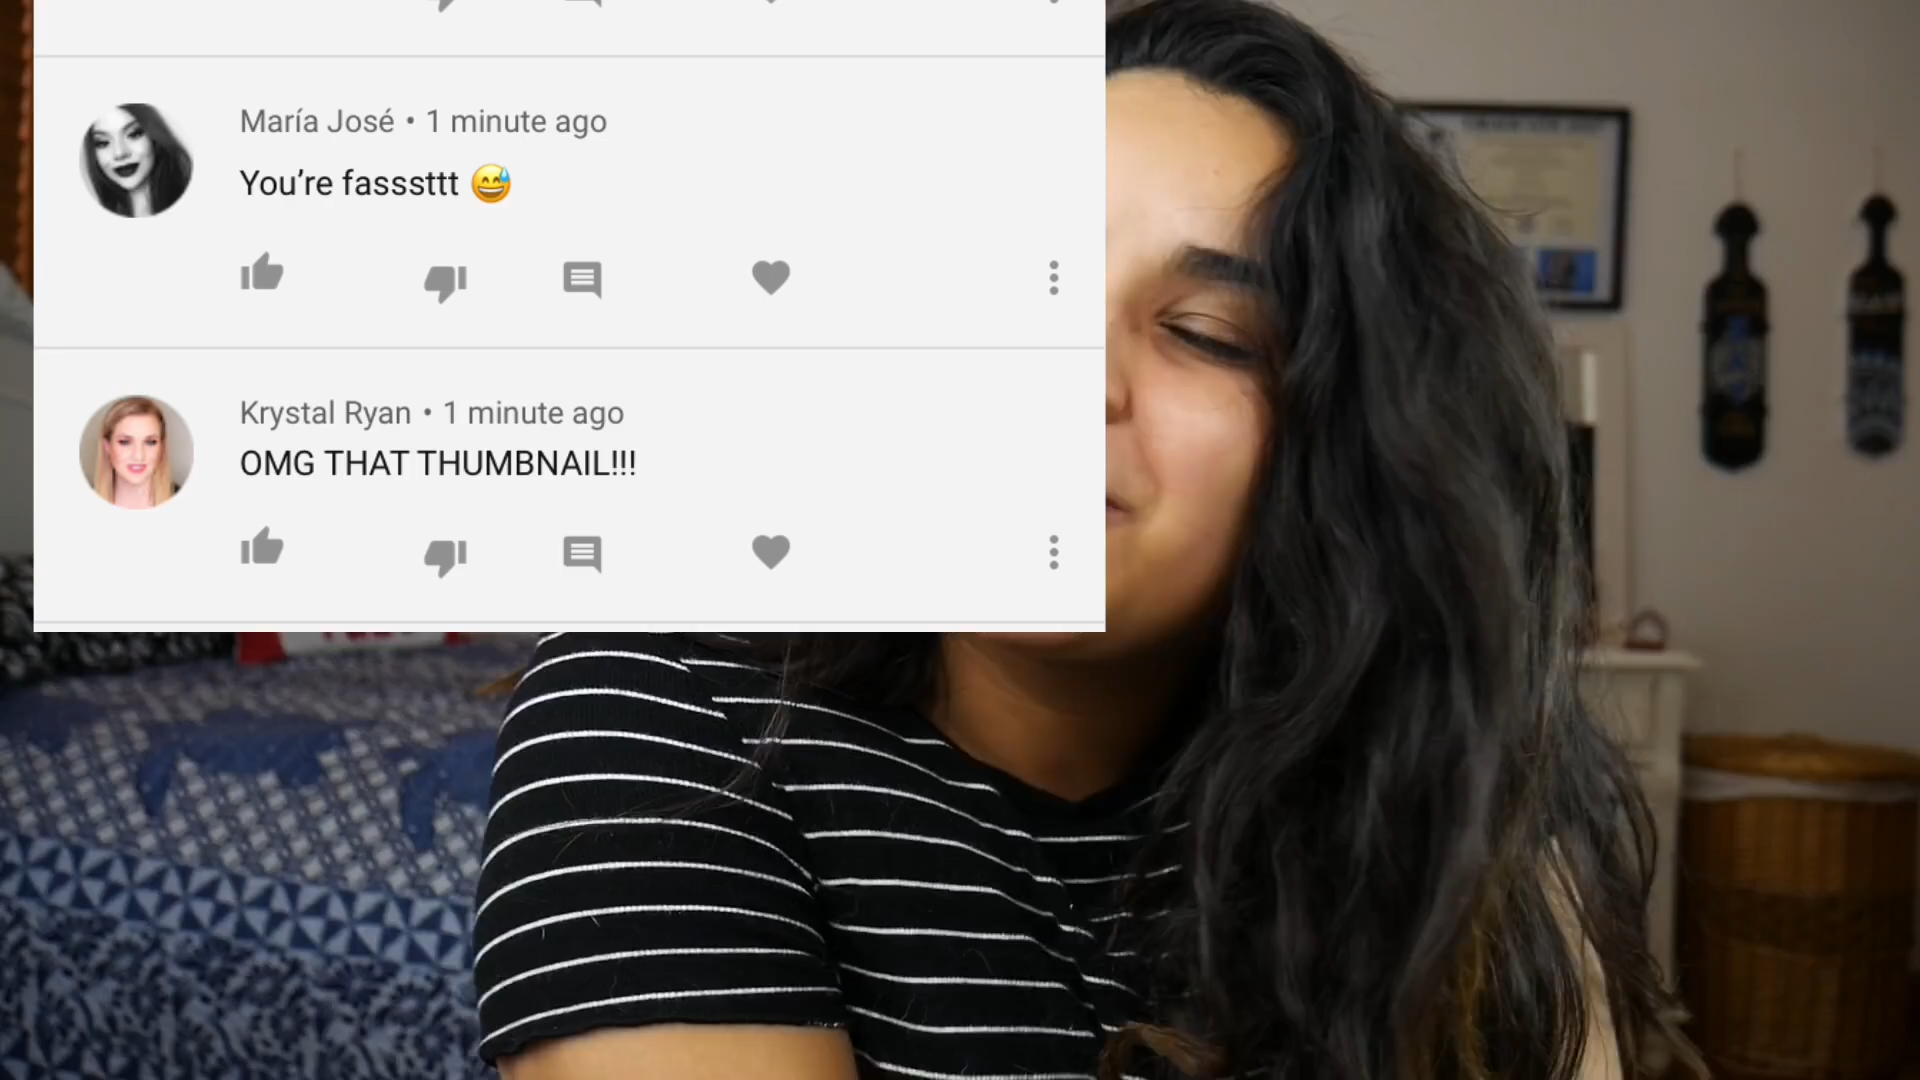 María José • 1 minute ago
You’re fasssttt 😅
Krystal Ryan • 1 minute ago
OMG THAT THUMBNAIL!!!